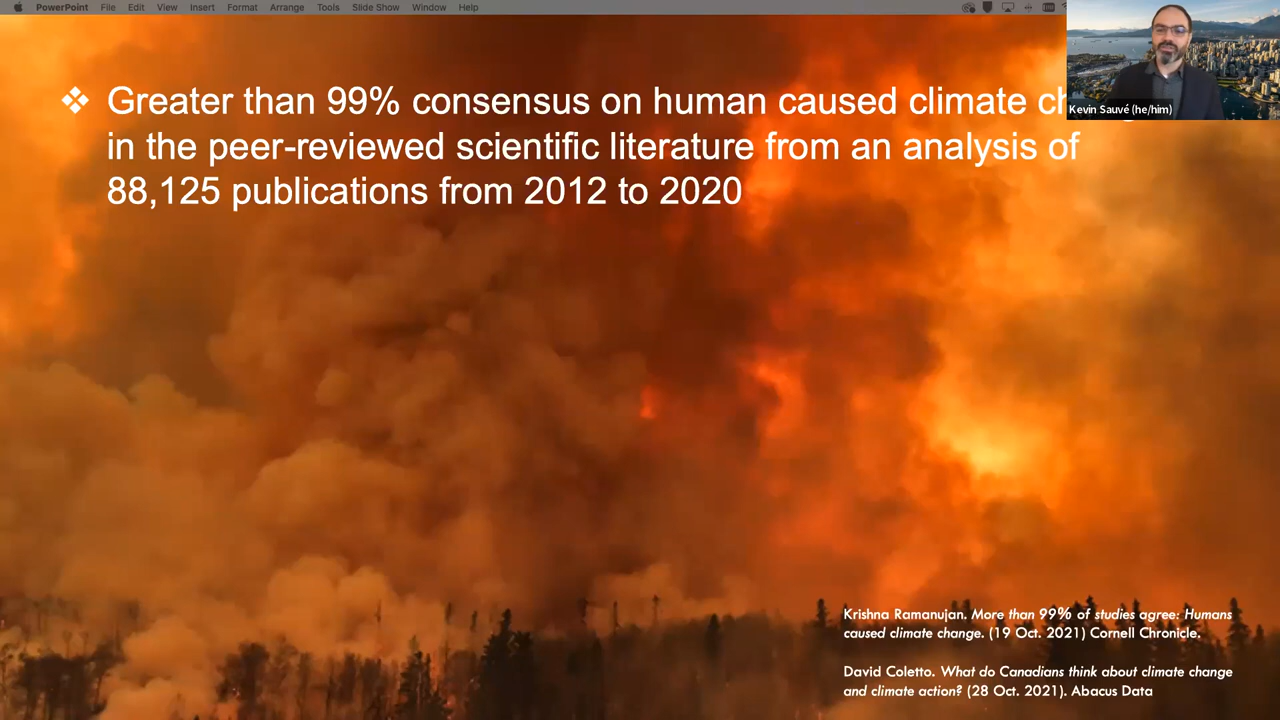 PowerPoint File Edit View Insert Format Arrange Tools Slide Show Window Help
Kevin Sauvé (he/him)
❖ Greater than 99% consensus on human caused climate
in the peer-reviewed scientific literature from an analysis of
88,125 publications from 2012 to 2020
Krishna Ramanujan. More than 99% of studies agree: Humans
caused climate change. (19 Oct. 2021) Cornell Chronicle.
David Coletto. What do Canadians think about climate change
and climate action? (28 Oct. 2021). Abacus Data